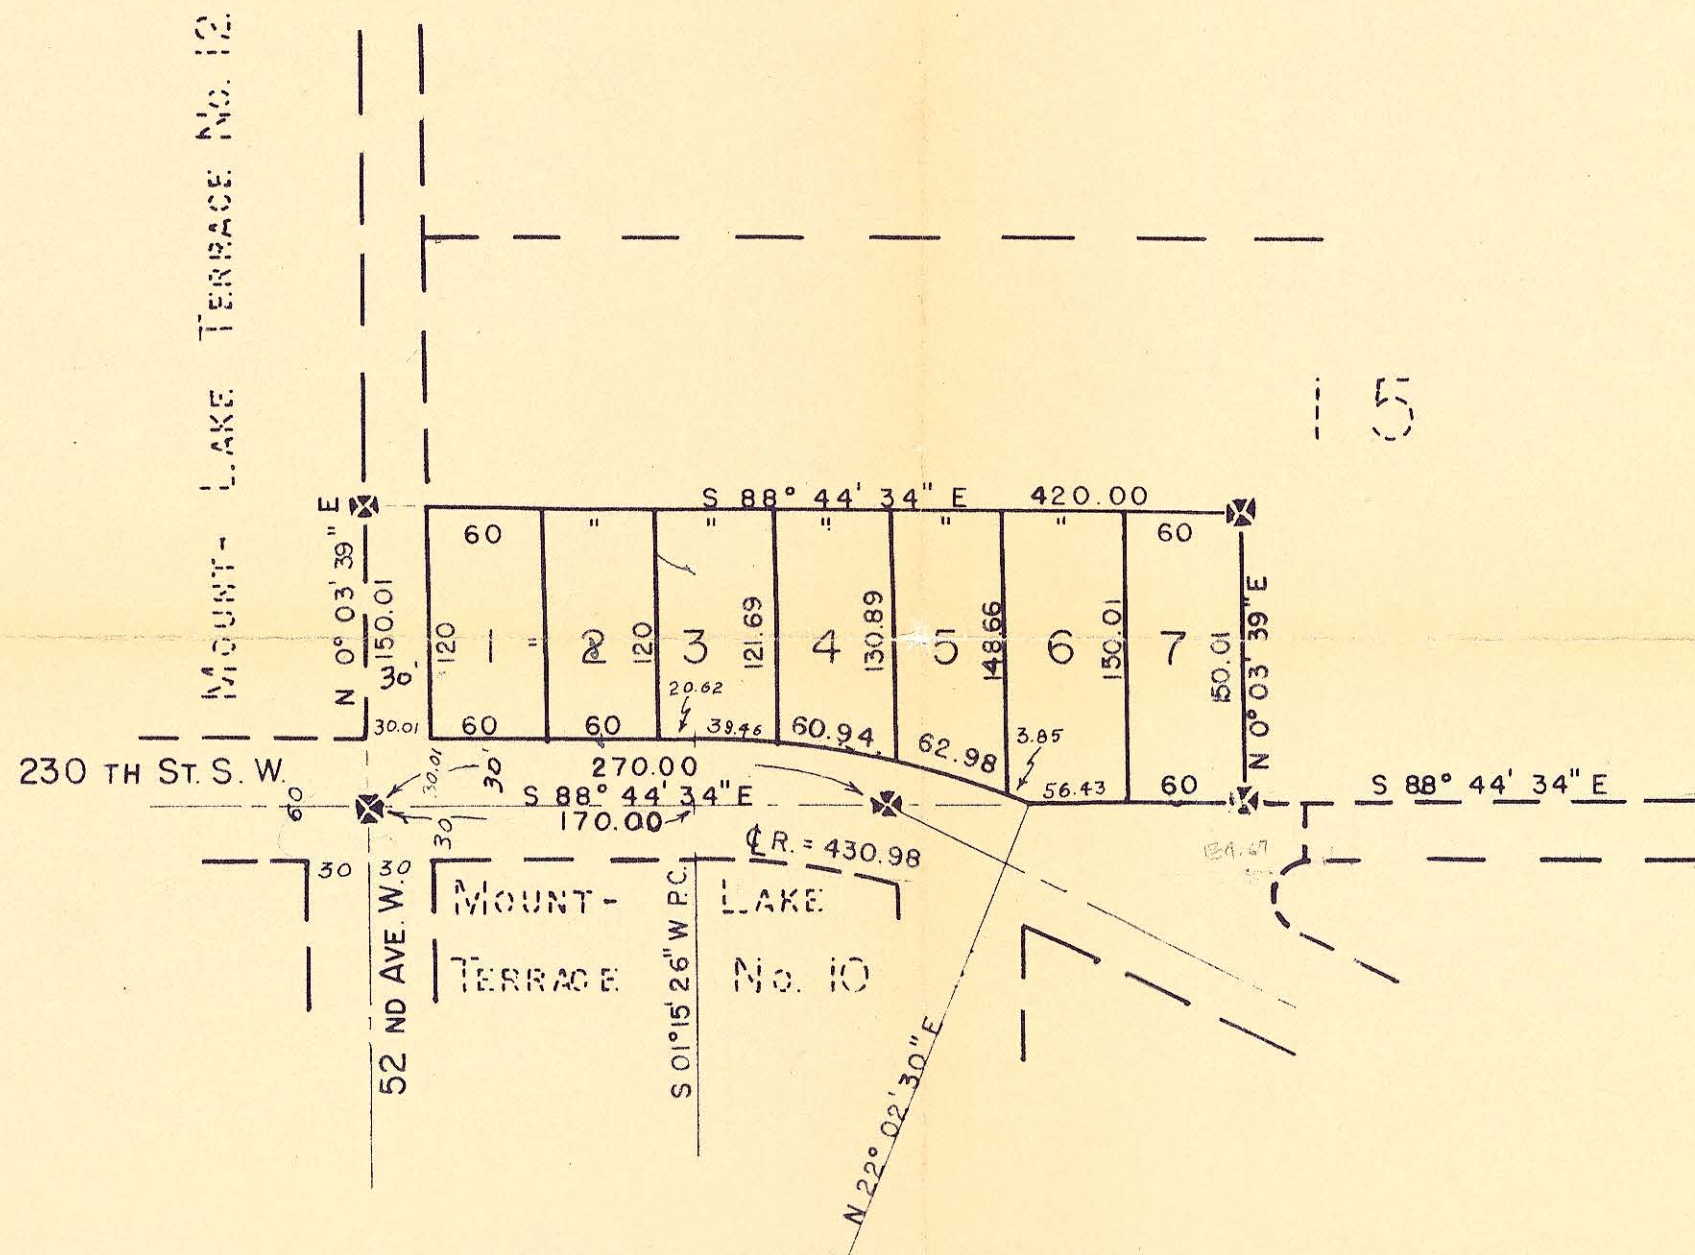 MOUNT- LAKE TERRACE No. 12.
15
S 88° 44' 34" E 420.00
N 0° 03' 39" E
150.01
30
60 " " " " " 60
120
1
"
2
120
3
121.69
4
130.89
5
148.66
6
150.01
7
150.01
N 0° 03' 39" E
20.62
30.01 60 60 39.46 60.94 62.98 3.85
56.43 60
230 TH ST. S. W.
60
30.01
30'
270.00
S 88° 44' 34" E
S 88° 44' 34" E
170.00
30
℄ R. = 430.98
30 30
MOUNT- LAKE
TERRACE No. 10
52 ND AVE. W.
S 01° 15' 26" W P.C.
N 22° 02' 30" E